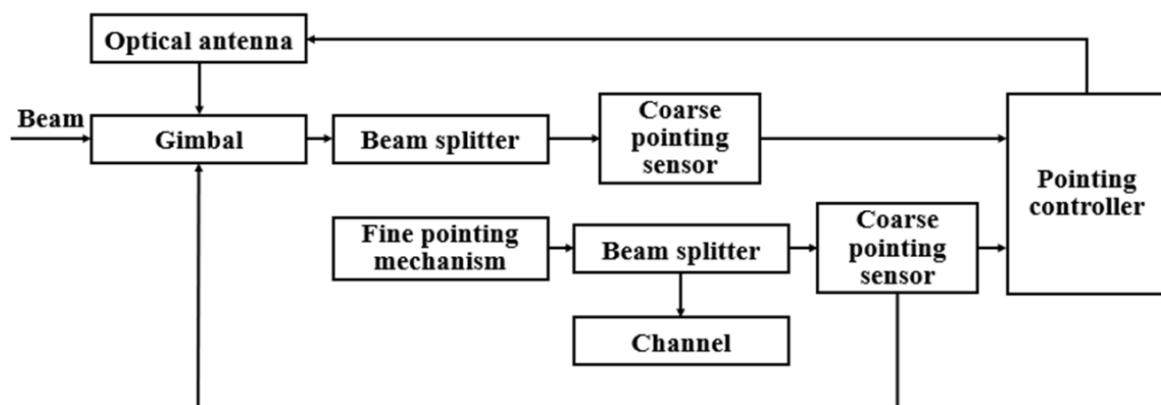 Optical antenna
Beam
Gimbal
Beam splitter
Coarse
pointing
sensor
Pointing
controller
Fine pointing
mechanism
Beam splitter
Coarse
pointing
sensor
Channel